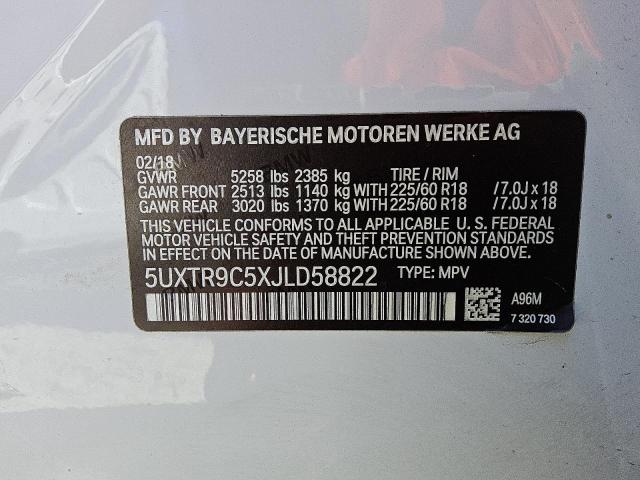 MFD BY BAYERISCHE MOTOREN WERKE AG
02/18
GVWR 5258 lbs 2385 kg TIRE / RIM
GAWR FRONT 2513 lbs 1140 kg WITH 225/60 R18 /7.0J x 18
GAWR REAR 3020 lbs 1370 kg WITH 225/60 R18 /7.0J x 18
THIS VEHICLE CONFORMS TO ALL APPLICABLE U. S. FEDERAL
MOTOR VEHICLE SAFETY AND THEFT PREVENTION STANDARDS
IN EFFECT ON THE DATE OF MANUFACTURE SHOWN ABOVE.
5UXTR9C5XJLD58822 TYPE: MPV
A96M
7 320 730